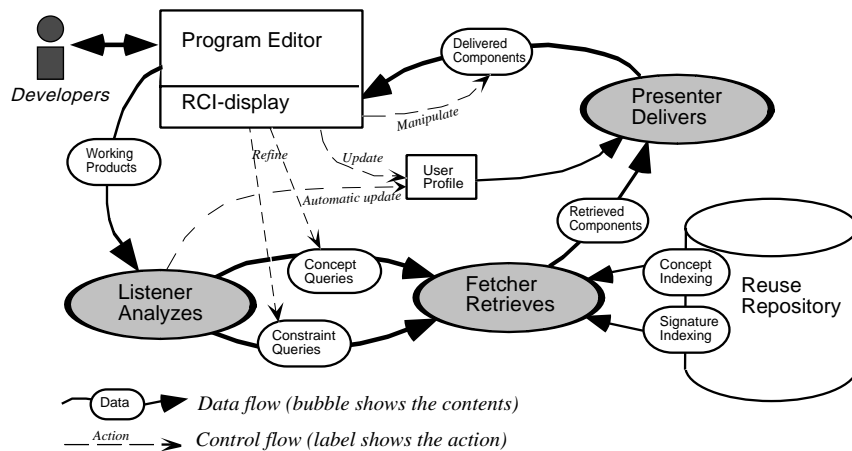 Program Editor
Delivered
Components
Presenter
Delivers
Developers
RCI-display
Manipulate
Working
Products
Refine
Update
User
Profile
Automatic update
Retrieved
Components
Concept
Queries
Concept
Indexing
Listener
Analyzes
Fetcher
Retrieves
Reuse
Repository
Constraint
Queries
Signature
Indexing
Data
Data flow (bubble shows the contents)
Action
Control flow (label shows the action)